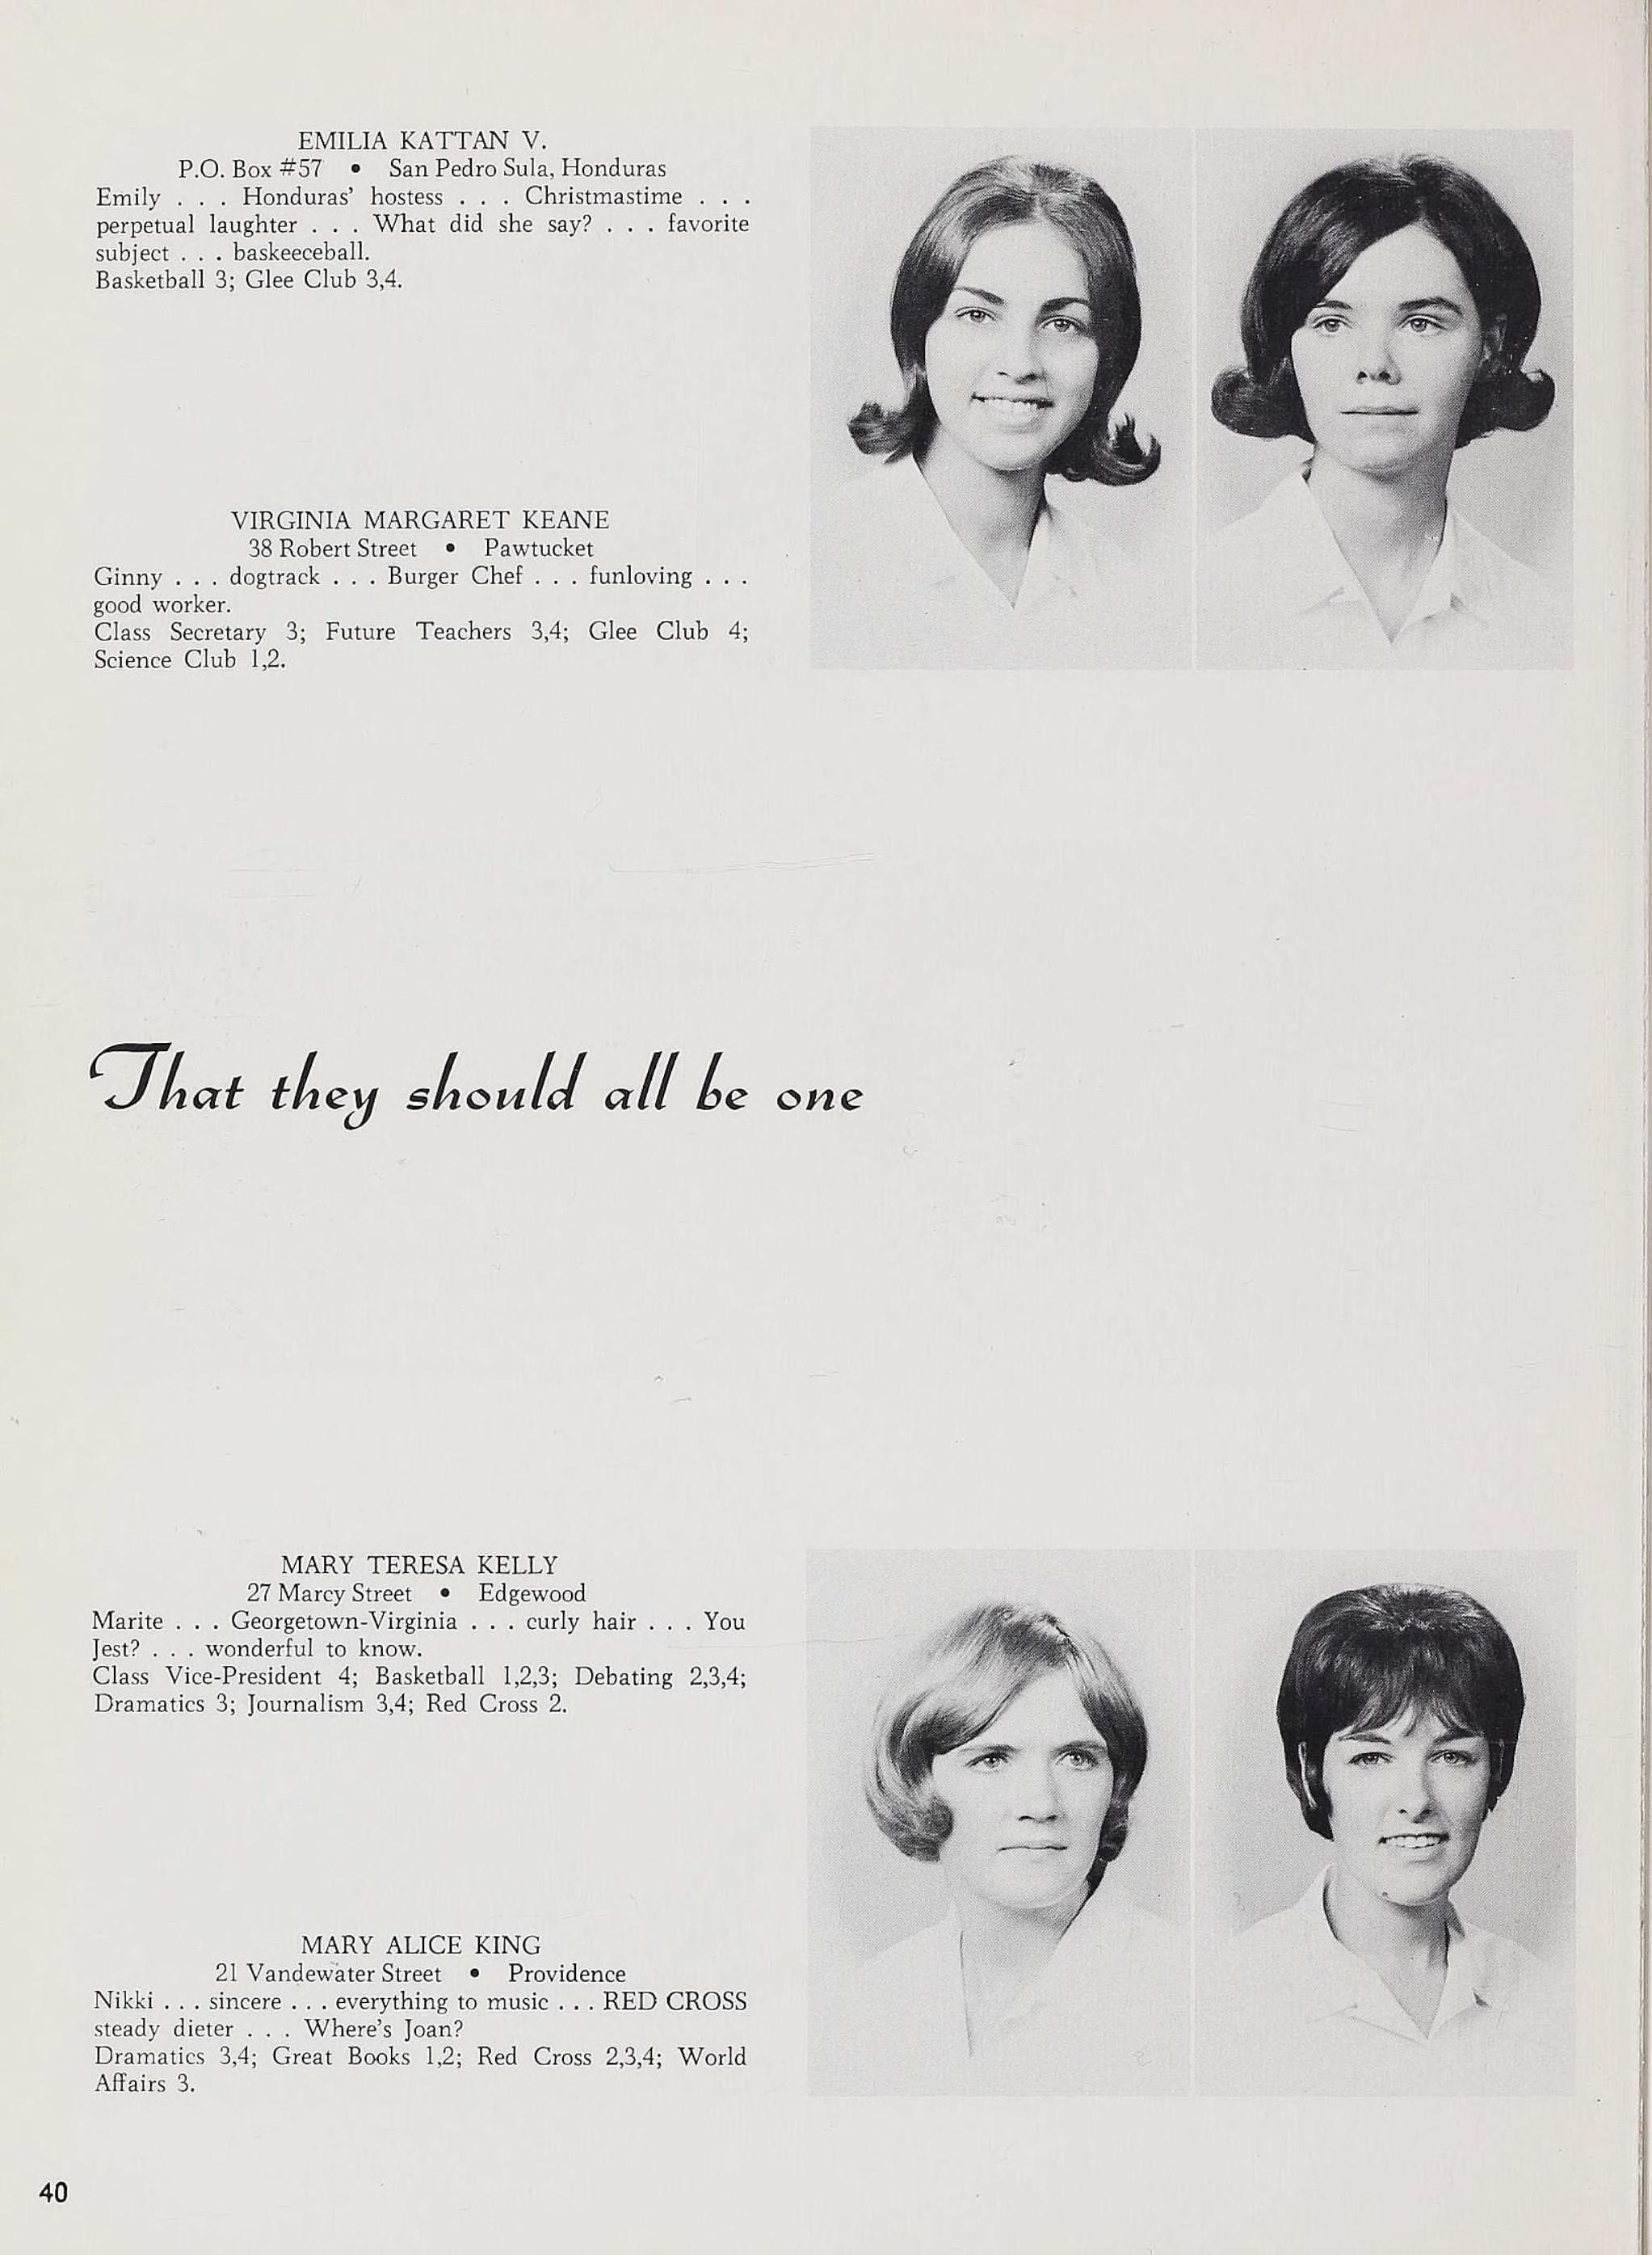 EMILIA KATTAN V.
P.O. Box #57 • San Pedro Sula, Honduras
Emily . . . Honduras' hostess . . . Christmastime . . .
perpetual laughter . . . What did she say? . . . favorite
subject . . . baskeeceball.
Basketball 3; Glee Club 3,4.
VIRGINIA MARGARET KEANE
38 Robert Street • Pawtucket
Ginny . . . dogtrack . . . Burger Chef . . . funloving . . .
good worker.
Class Secretary 3; Future Teachers 3,4; Glee Club 4;
Science Club 1,2.
That they should all be one
MARY TERESA KELLY
27 Marcy Street • Edgewood
Marite . . . Georgetown-Virginia . . . curly hair . . . You
Jest? . . . wonderful to know.
Class Vice-President 4; Basketball 1,2,3; Debating 2,3,4;
Dramatics 3; Journalism 3,4; Red Cross 2.
MARY ALICE KING
21 Vandewater Street • Providence
Nikki . . . sincere . . . everything to music . . . RED CROSS
steady dieter . . . Where's Joan?
Dramatics 3,4; Great Books 1,2; Red Cross 2,3,4; World
Affairs 3.
40